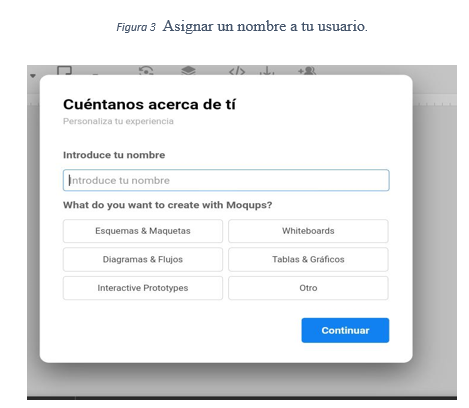 Figura 3 Asignar un nombre a tu usuario.
Cuéntanos acerca de tí
Personaliza tu experiencia
Introduce tu nombre
Introduce tu nombre
What do you want to create with Moqups?
Esquemas & Maquetas
Whiteboards
Diagramas & Flujos
Tablas & Gráficos
Interactive Prototypes
Otro
Continuar